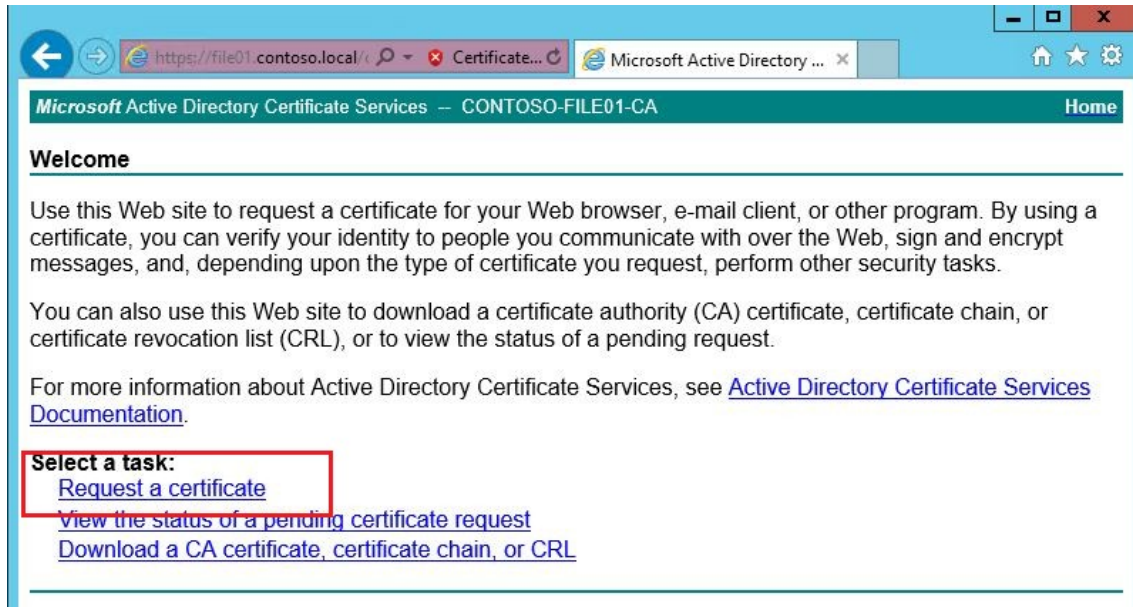 https://file01.contoso.local/ Certificate... Microsoft Active Directory ...
Microsoft Active Directory Certificate Services -- CONTOSO-FILE01-CA Home
Welcome
Use this Web site to request a certificate for your Web browser, e-mail client, or other program. By using a
certificate, you can verify your identity to people you communicate with over the Web, sign and encrypt
messages, and, depending upon the type of certificate you request, perform other security tasks.
You can also use this Web site to download a certificate authority (CA) certificate, certificate chain, or
certificate revocation list (CRL), or to view the status of a pending request.
For more information about Active Directory Certificate Services, see Active Directory Certificate Services
Documentation.
Select a task:
Request a certificate
View the status of a pending certificate request
Download a CA certificate, certificate chain, or CRL